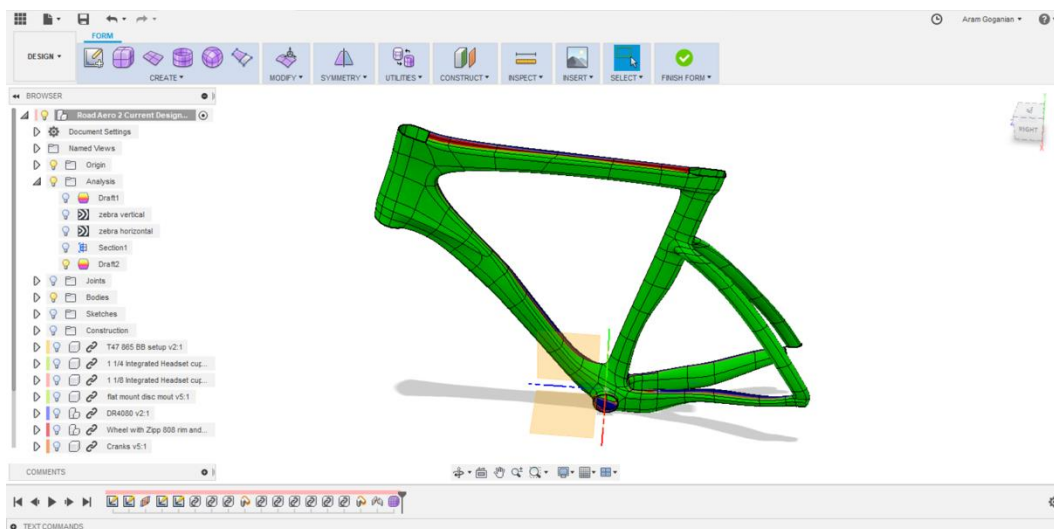 Aram Goganian
FORM
DESIGN
CREATE
MODIFY
SYMMETRY
UTILITIES
CONSTRUCT
INSPECT
INSERT
SELECT
FINISH FORM
BROWSER
Road Aero 2 Current Design...
Document Settings
Named Views
Origin
Analysis
Draft1
zebra vertical
zebra horizontal
Section1
Draft2
Joints
Bodies
Sketches
Construction
T47 865 BB setup v2:1
1 1/4 Integrated Headset cup...
1 1/8 Integrated Headset cup...
flat mount disc mout v5:1
DR4080 v2:1
Wheel with Zipp 808 rim and...
Cranks v5:1
RIGHT
COMMENTS
TEXT COMMANDS